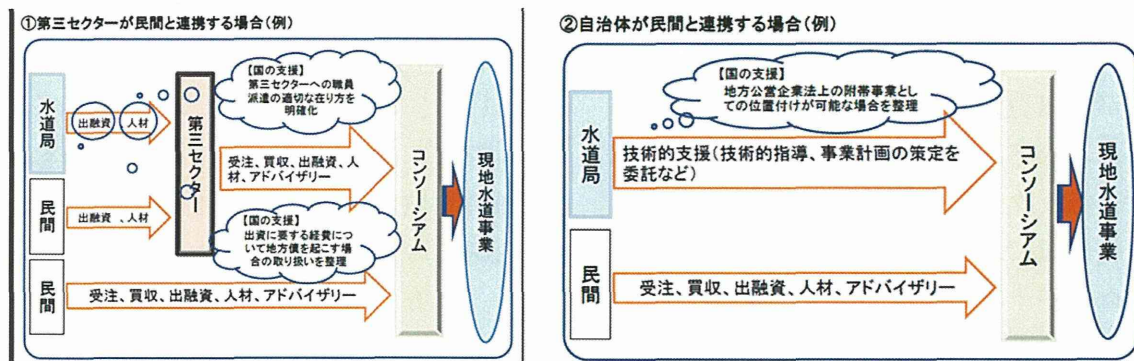 ①第三セクターが民間と連携する場合(例)
水道局
出融資
人材
民間
出融資 、人材
第三セクター
【国の支援】
第三セクターへの職員
派遣の適切な在り方を
明確化
受注、買収、出融資、人
材、アドバイザリー
【国の支援】
出資に要する経費につ
いて地方債を起こす場
合の取り扱いを整理
民間
受注、買収、出融資、人材、アドバイザリー
コンソーシアム
現地水道事業
②自治体が民間と連携する場合(例)
【国の支援】
地方公営企業法上の附帯事業とし
ての位置付けが可能な場合を整理
水道局
技術的支援(技術的指導、事業計画の策定を
委託など)
民間
受注、買収、出融資、人材、アドバイザリー
コンソーシアム
現地水道事業